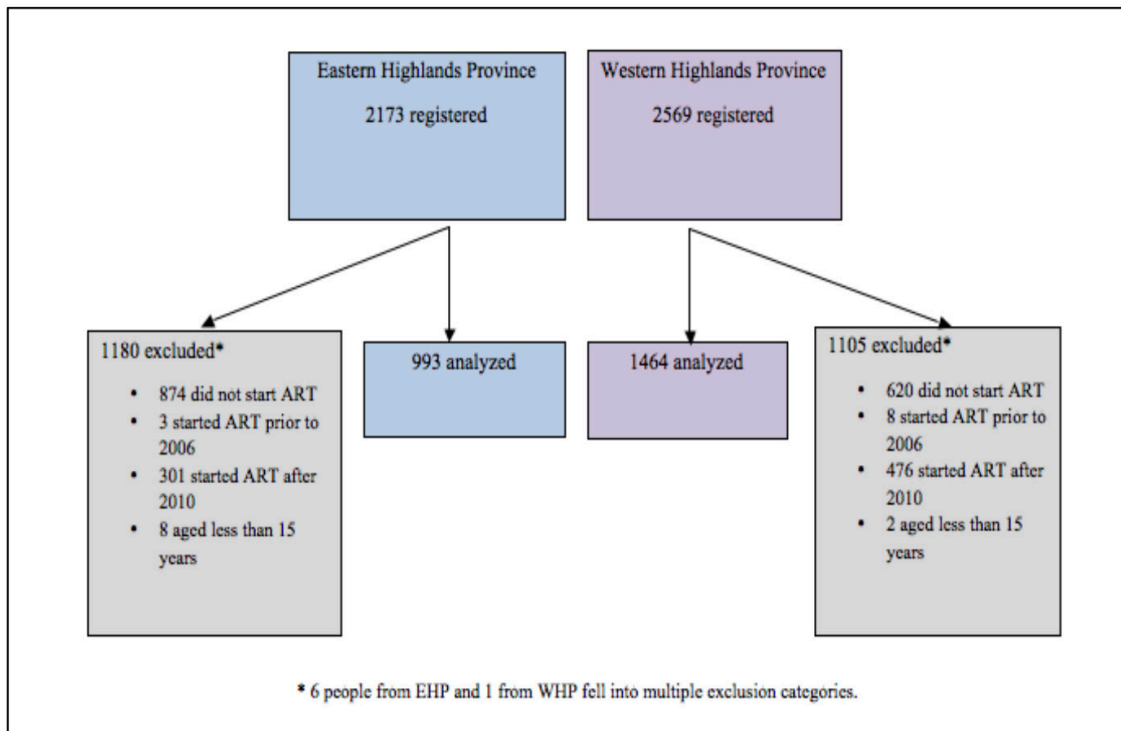 Eastern Highlands Province
2173 registered
Western Highlands Province
2569 registered
1180 excluded*
• 874 did not start ART
• 3 started ART prior to
2006
• 301 started ART after
2010
• 8 aged less than 15
years
993 analyzed
1464 analyzed
1105 excluded*
• 620 did not start ART
• 8 started ART prior to
2006
• 476 started ART after
2010
• 2 aged less than 15
years
* 6 people from EHP and 1 from WHP fell into multiple exclusion categories.